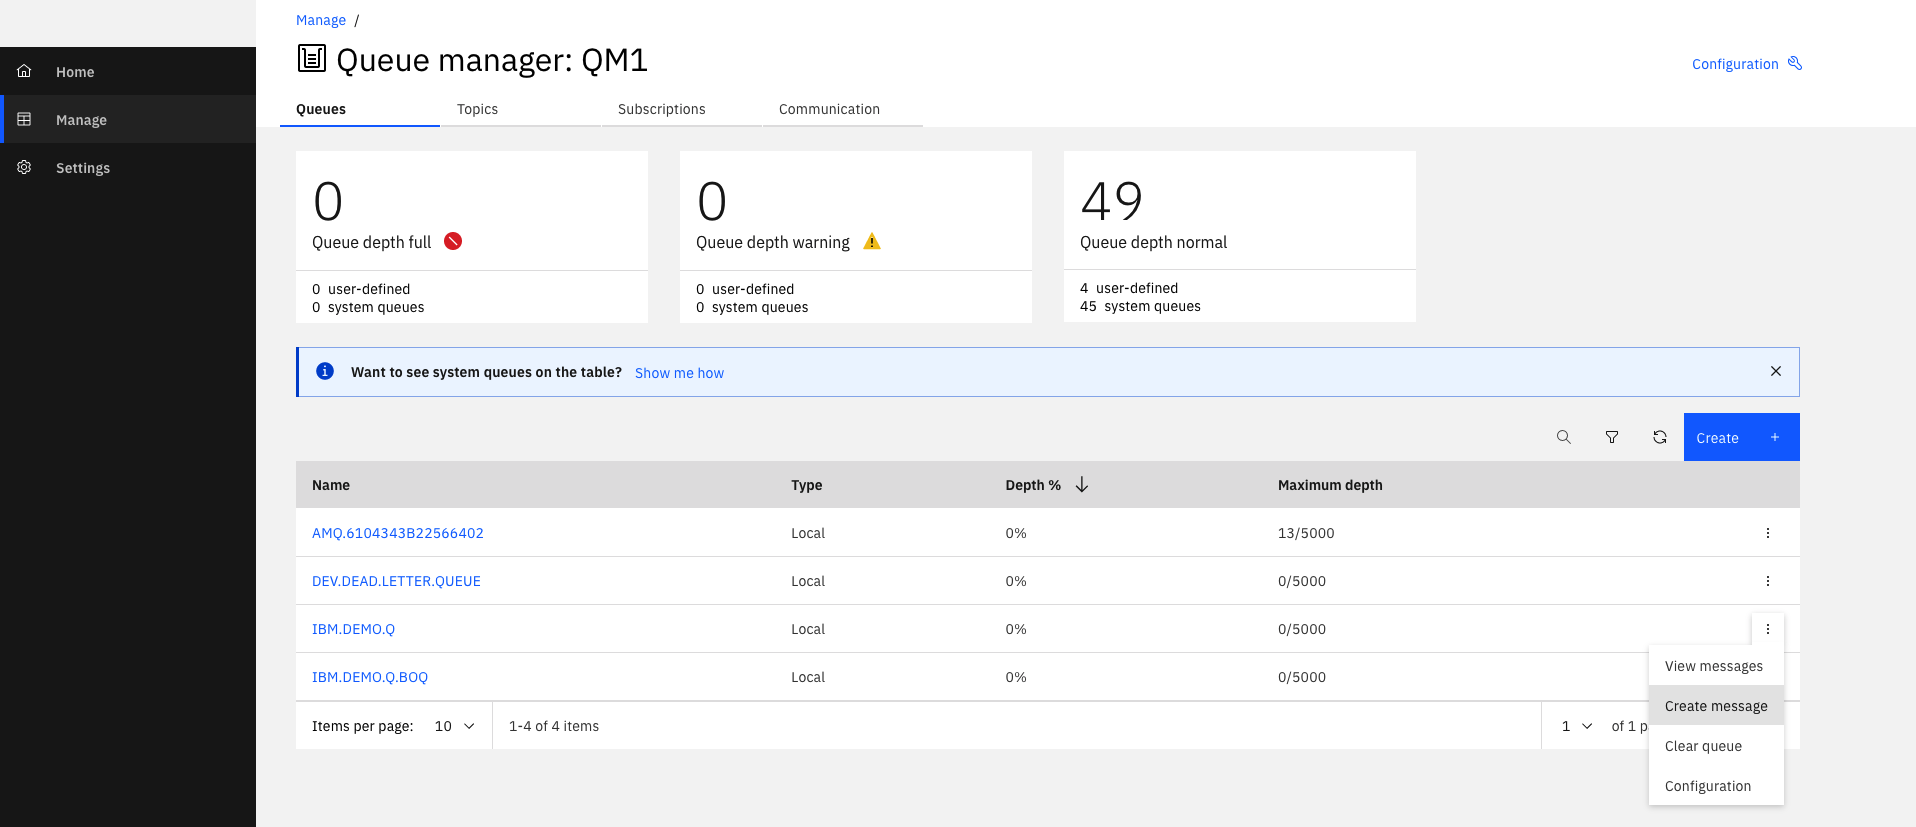 Manage /
Queue manager: QM1
Configuration
Home
Manage
Settings
Queues Topics Subscriptions Communication
0
Queue depth full
0 user-defined
0 system queues
0
Queue depth warning
0 user-defined
0 system queues
49
Queue depth normal
4 user-defined
45 system queues
Want to see system queues on the table? Show me how
Create +
Name Type Depth % Maximum depth
AMQ.6104343B22566402 Local 0% 13/5000
DEV.DEAD.LETTER.QUEUE Local 0% 0/5000
IBM.DEMO.Q Local 0% 0/5000
IBM.DEMO.Q.BOQ Local 0% 0/5000
Items per page: 10 1-4 of 4 items 1 of 1
View messages
Create message
Clear queue
Configuration